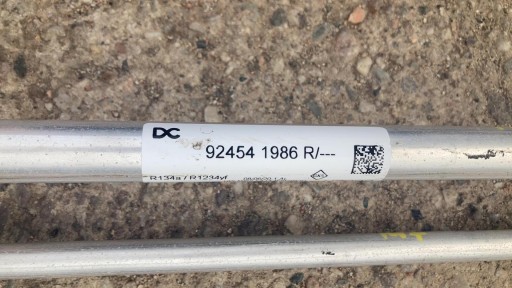 DC
92454 1986 R/---
R134a / R1234yf